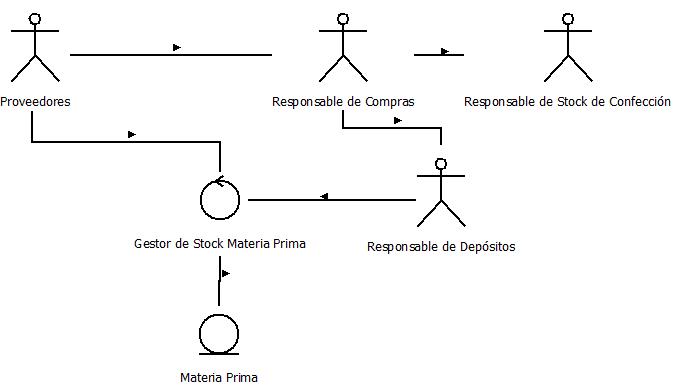 Proveedores
Responsable de Compras
Responsable de Stock de Confección
Gestor de Stock Materia Prima
Responsable de Depósitos
Materia Prima